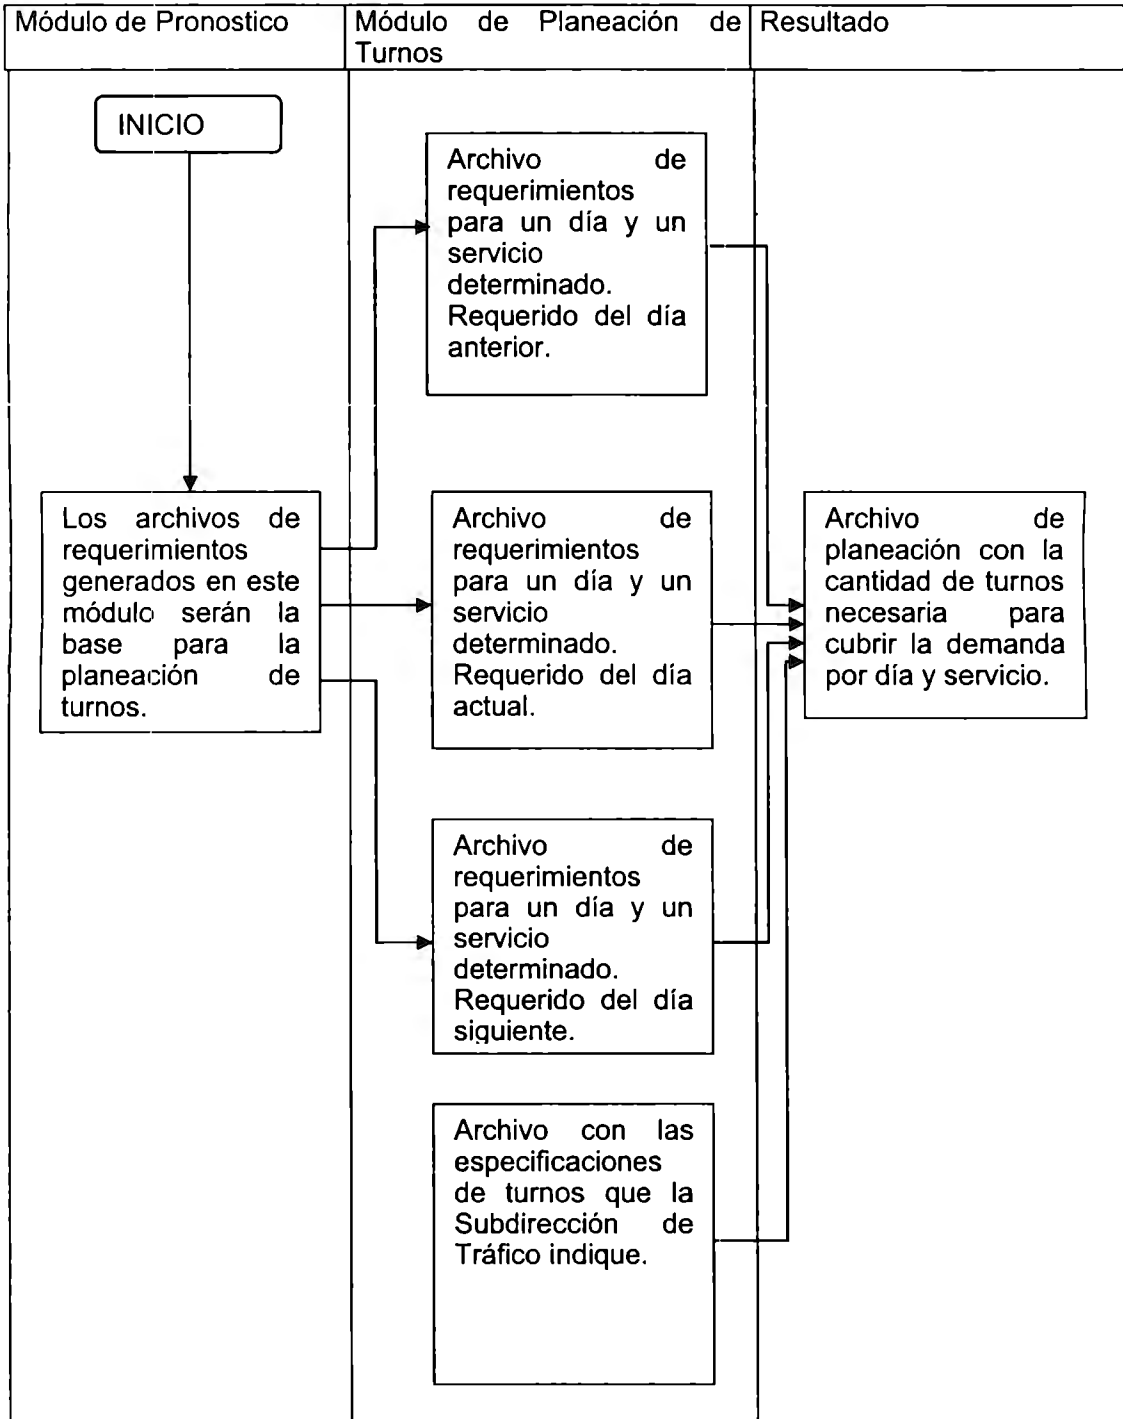 Módulo de Pronostico
Módulo de Planeación de
Turnos
Resultado
INICIO
Archivo de
requerimientos
para un día y un
servicio
determinado.
Requerido del día
anterior.
Los archivos de
requerimientos
generados en este
módulo serán la
base para la
planeación de
turnos.
Archivo de
requerimientos
para un día y un
servicio
determinado.
Requerido del día
actual.
Archivo de
planeación con la
cantidad de turnos
necesaria para
cubrir la demanda
por día y servicio.
Archivo de
requerimientos
para un día y un
servicio
determinado.
Requerido del día
siguiente.
Archivo con las
especificaciones
de turnos que la
Subdirección de
Tráfico indique.